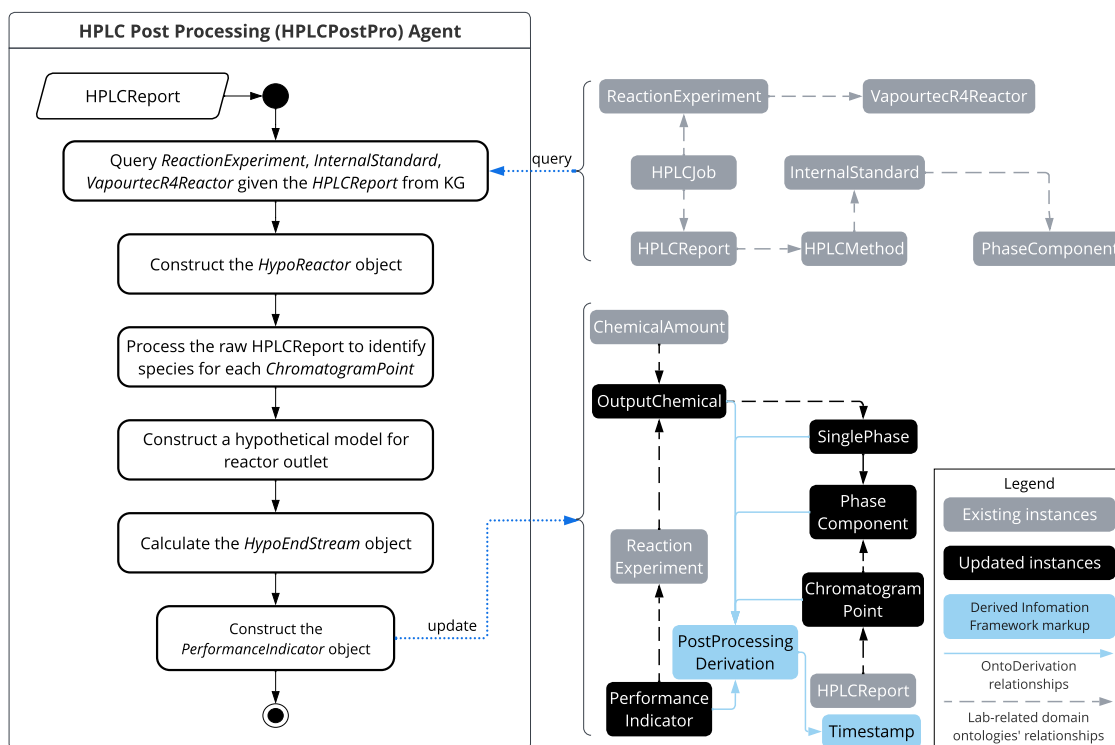 HPLC Post Processing (HPLCPostPro) Agent
HPLCReport
Query ReactionExperiment, InternalStandard,
VapourtecR4Reactor given the HPLCReport from KG
Construct the HypoReactor object
Process the raw HPLCReport to identify
species for each ChromatogramPoint
Construct a hypothetical model for
reactor outlet
Calculate the HypoEndStream object
Construct the
PerformanceIndicator object
query
update
ReactionExperiment
VapourtecR4Reactor
HPLCJob
InternalStandard
HPLCReport
HPLCMethod
PhaseComponent
ChemicalAmount
OutputChemical
SinglePhase
Phase
Component
Reaction
Experiment
Chromatogram
Point
PostProcessing
Derivation
HPLCReport
Performance
Indicator
Timestamp
Legend
Existing instances
Updated instances
Derived Infomation
Framework markup
OntoDerivation
relationships
Lab-related domain
ontologies' relationships